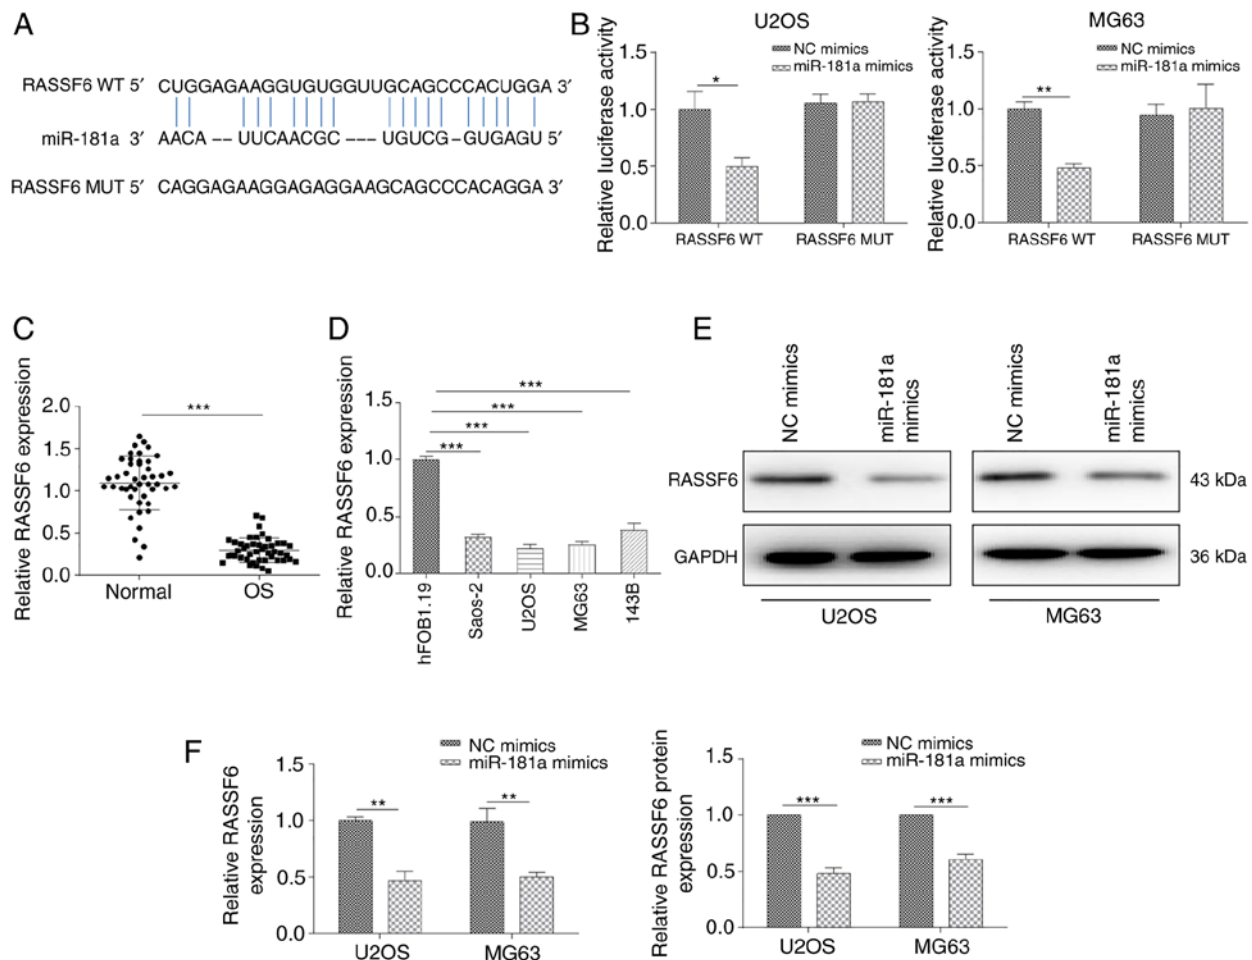 A
RASSF6 WT 5′ CUGGAGAAGGUGUGGUUGCAGCCCACUGGA 3′
miR-181a 3′ AACA --UUCAACGC ---UGUCG -GUGAGU 5′
RASSF6 MUT 5′ CAGGAGAAGGAGAGGAAGCAGCCCACAGGA 3′
B
U2OS
Relative luciferase activity
1.5
1.0
0.5
0.0
NC mimics
miR-181a mimics
*
RASSF6 WT
RASSF6 MUT
MG63
Relative luciferase activity
1.5
1.0
0.5
0.0
NC mimics
miR-181a mimics
**
RASSF6 WT
RASSF6 MUT
C
Relative RASSF6 expression
2.0
1.5
1.0
0.5
0.0
***
Normal
OS
D
Relative RASSF6 expression
1.5
1.0
0.5
0.0
***
***
***
***
hFOB1.19
Saos-2
U2OS
MG63
143B
E
NC mimics
miR-181a
mimics
NC mimics
miR-181a
mimics
RASSF6
43 kDa
GAPDH
36 kDa
U2OS
MG63
F
Relative RASSF6
expression
1.5
1.0
0.5
0.0
NC mimics
miR-181a mimics
**
**
U2OS
MG63
Relative RASSF6 protein
expression
1.5
1.0
0.5
0.0
NC mimics
miR-181a mimics
***
***
U2OS
MG63